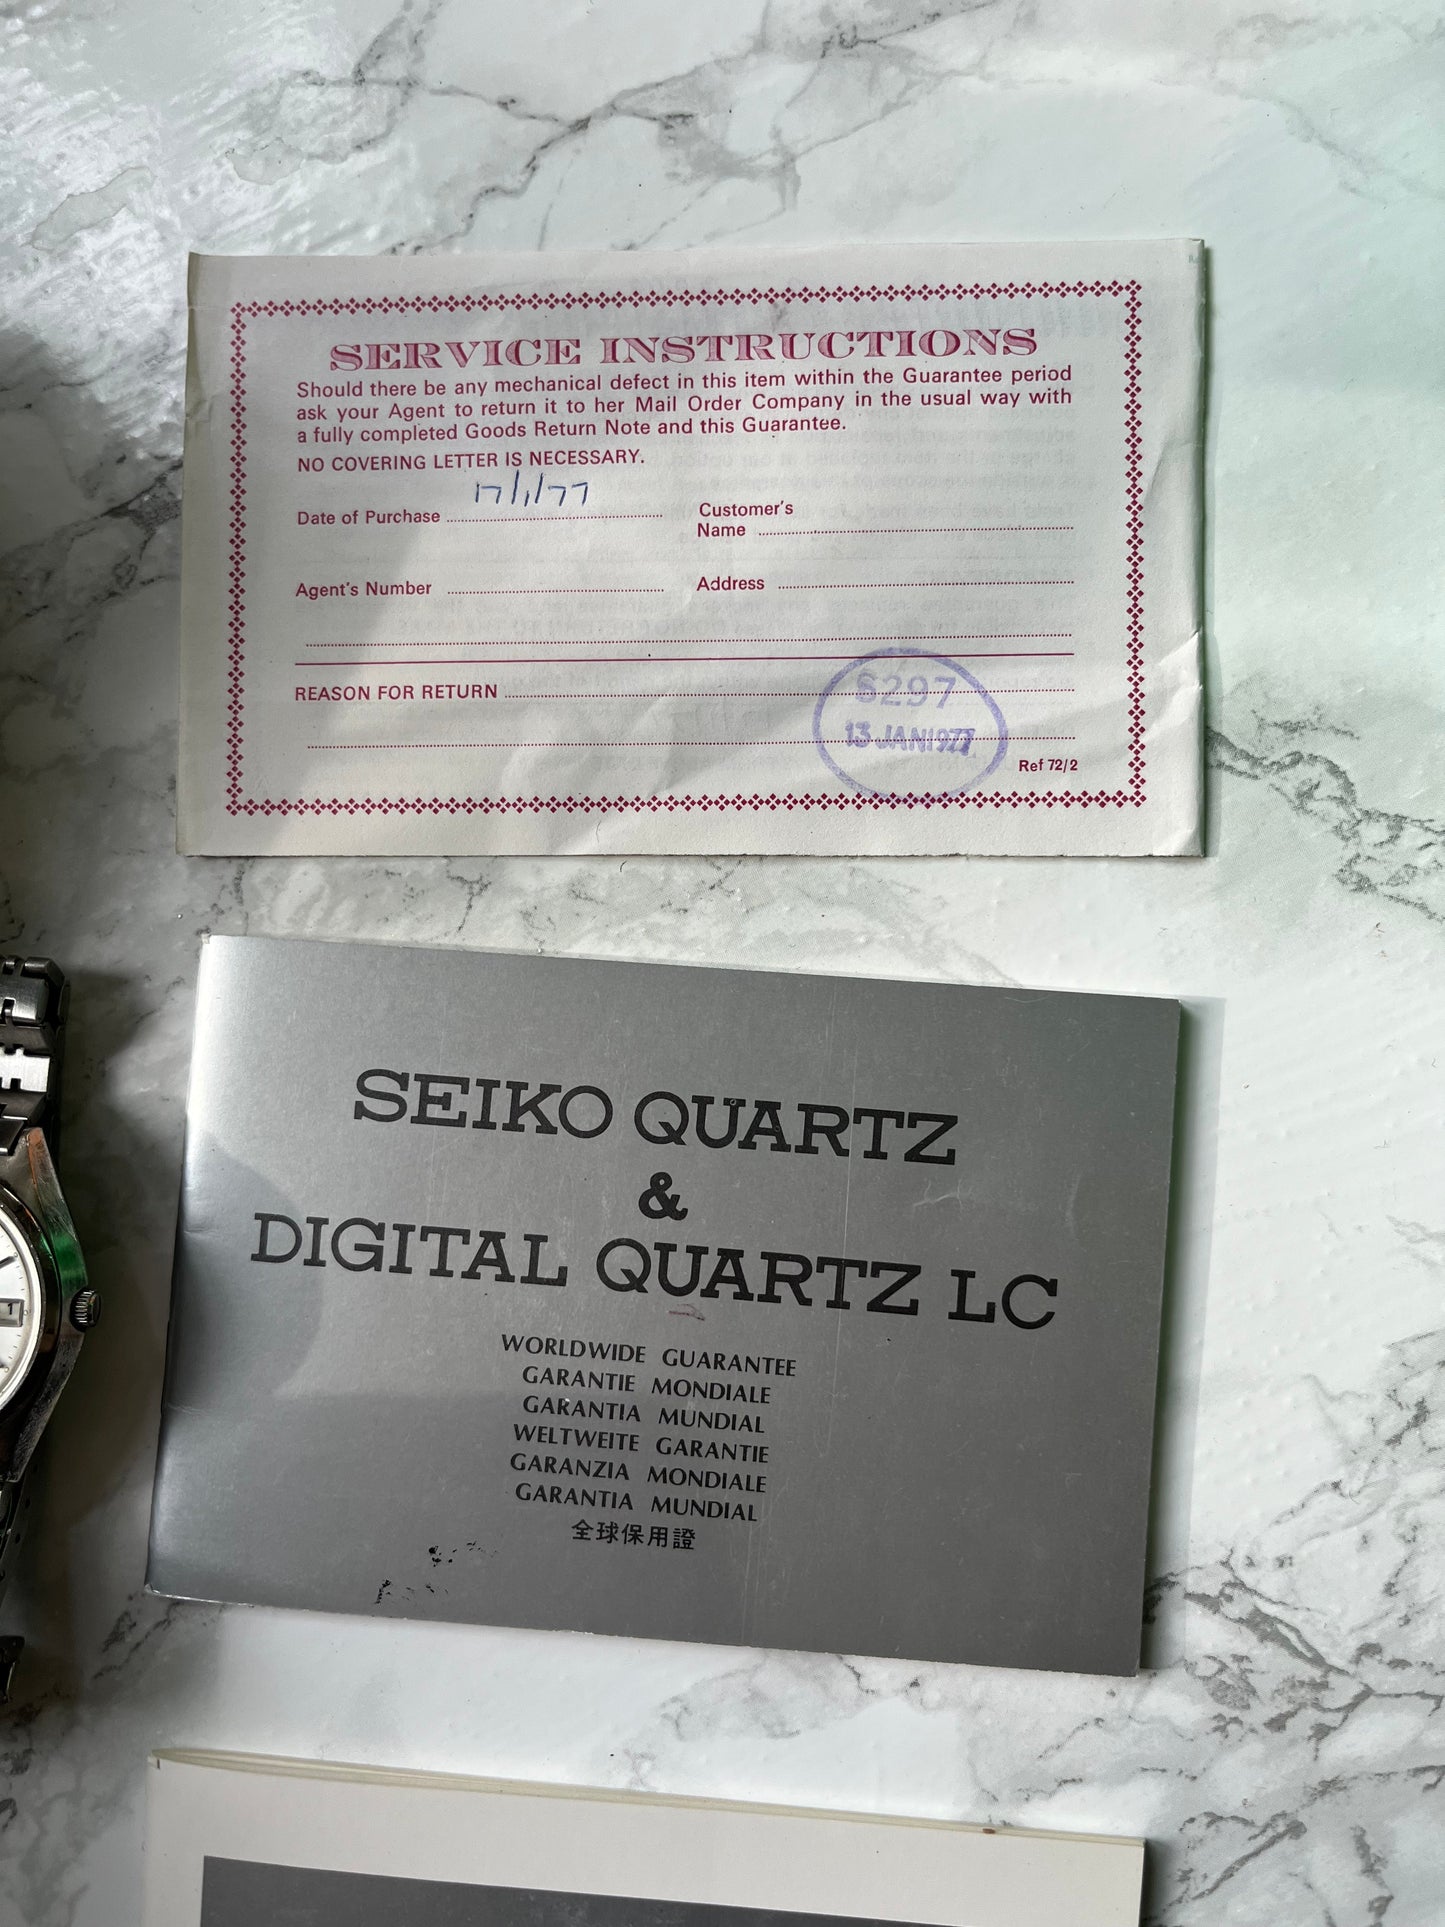 SERVICE INSTRUCTIONS
Should there be any mechanical defect in this item within the Guarantee period
ask your Agent to return it to her Mail Order Company in the usual way with
a fully completed Goods Return Note and this Guarantee.
NO COVERING LETTER IS NECESSARY.
17/1/77
Date of Purchase
Customer's
Name
Agent's Number
Address
REASON FOR RETURN
6297
13 JAN 1977
Ref 72/2
SEIKO QUARTZ
&
DIGITAL QUARTZ LC
WORLDWIDE GUARANTEE
GARANTIE MONDIALE
GARANTIA MUNDIAL
WELTWEITE GARANTIE
GARANZIA MONDIALE
GARANTIA MUNDIAL
全球保用證
1